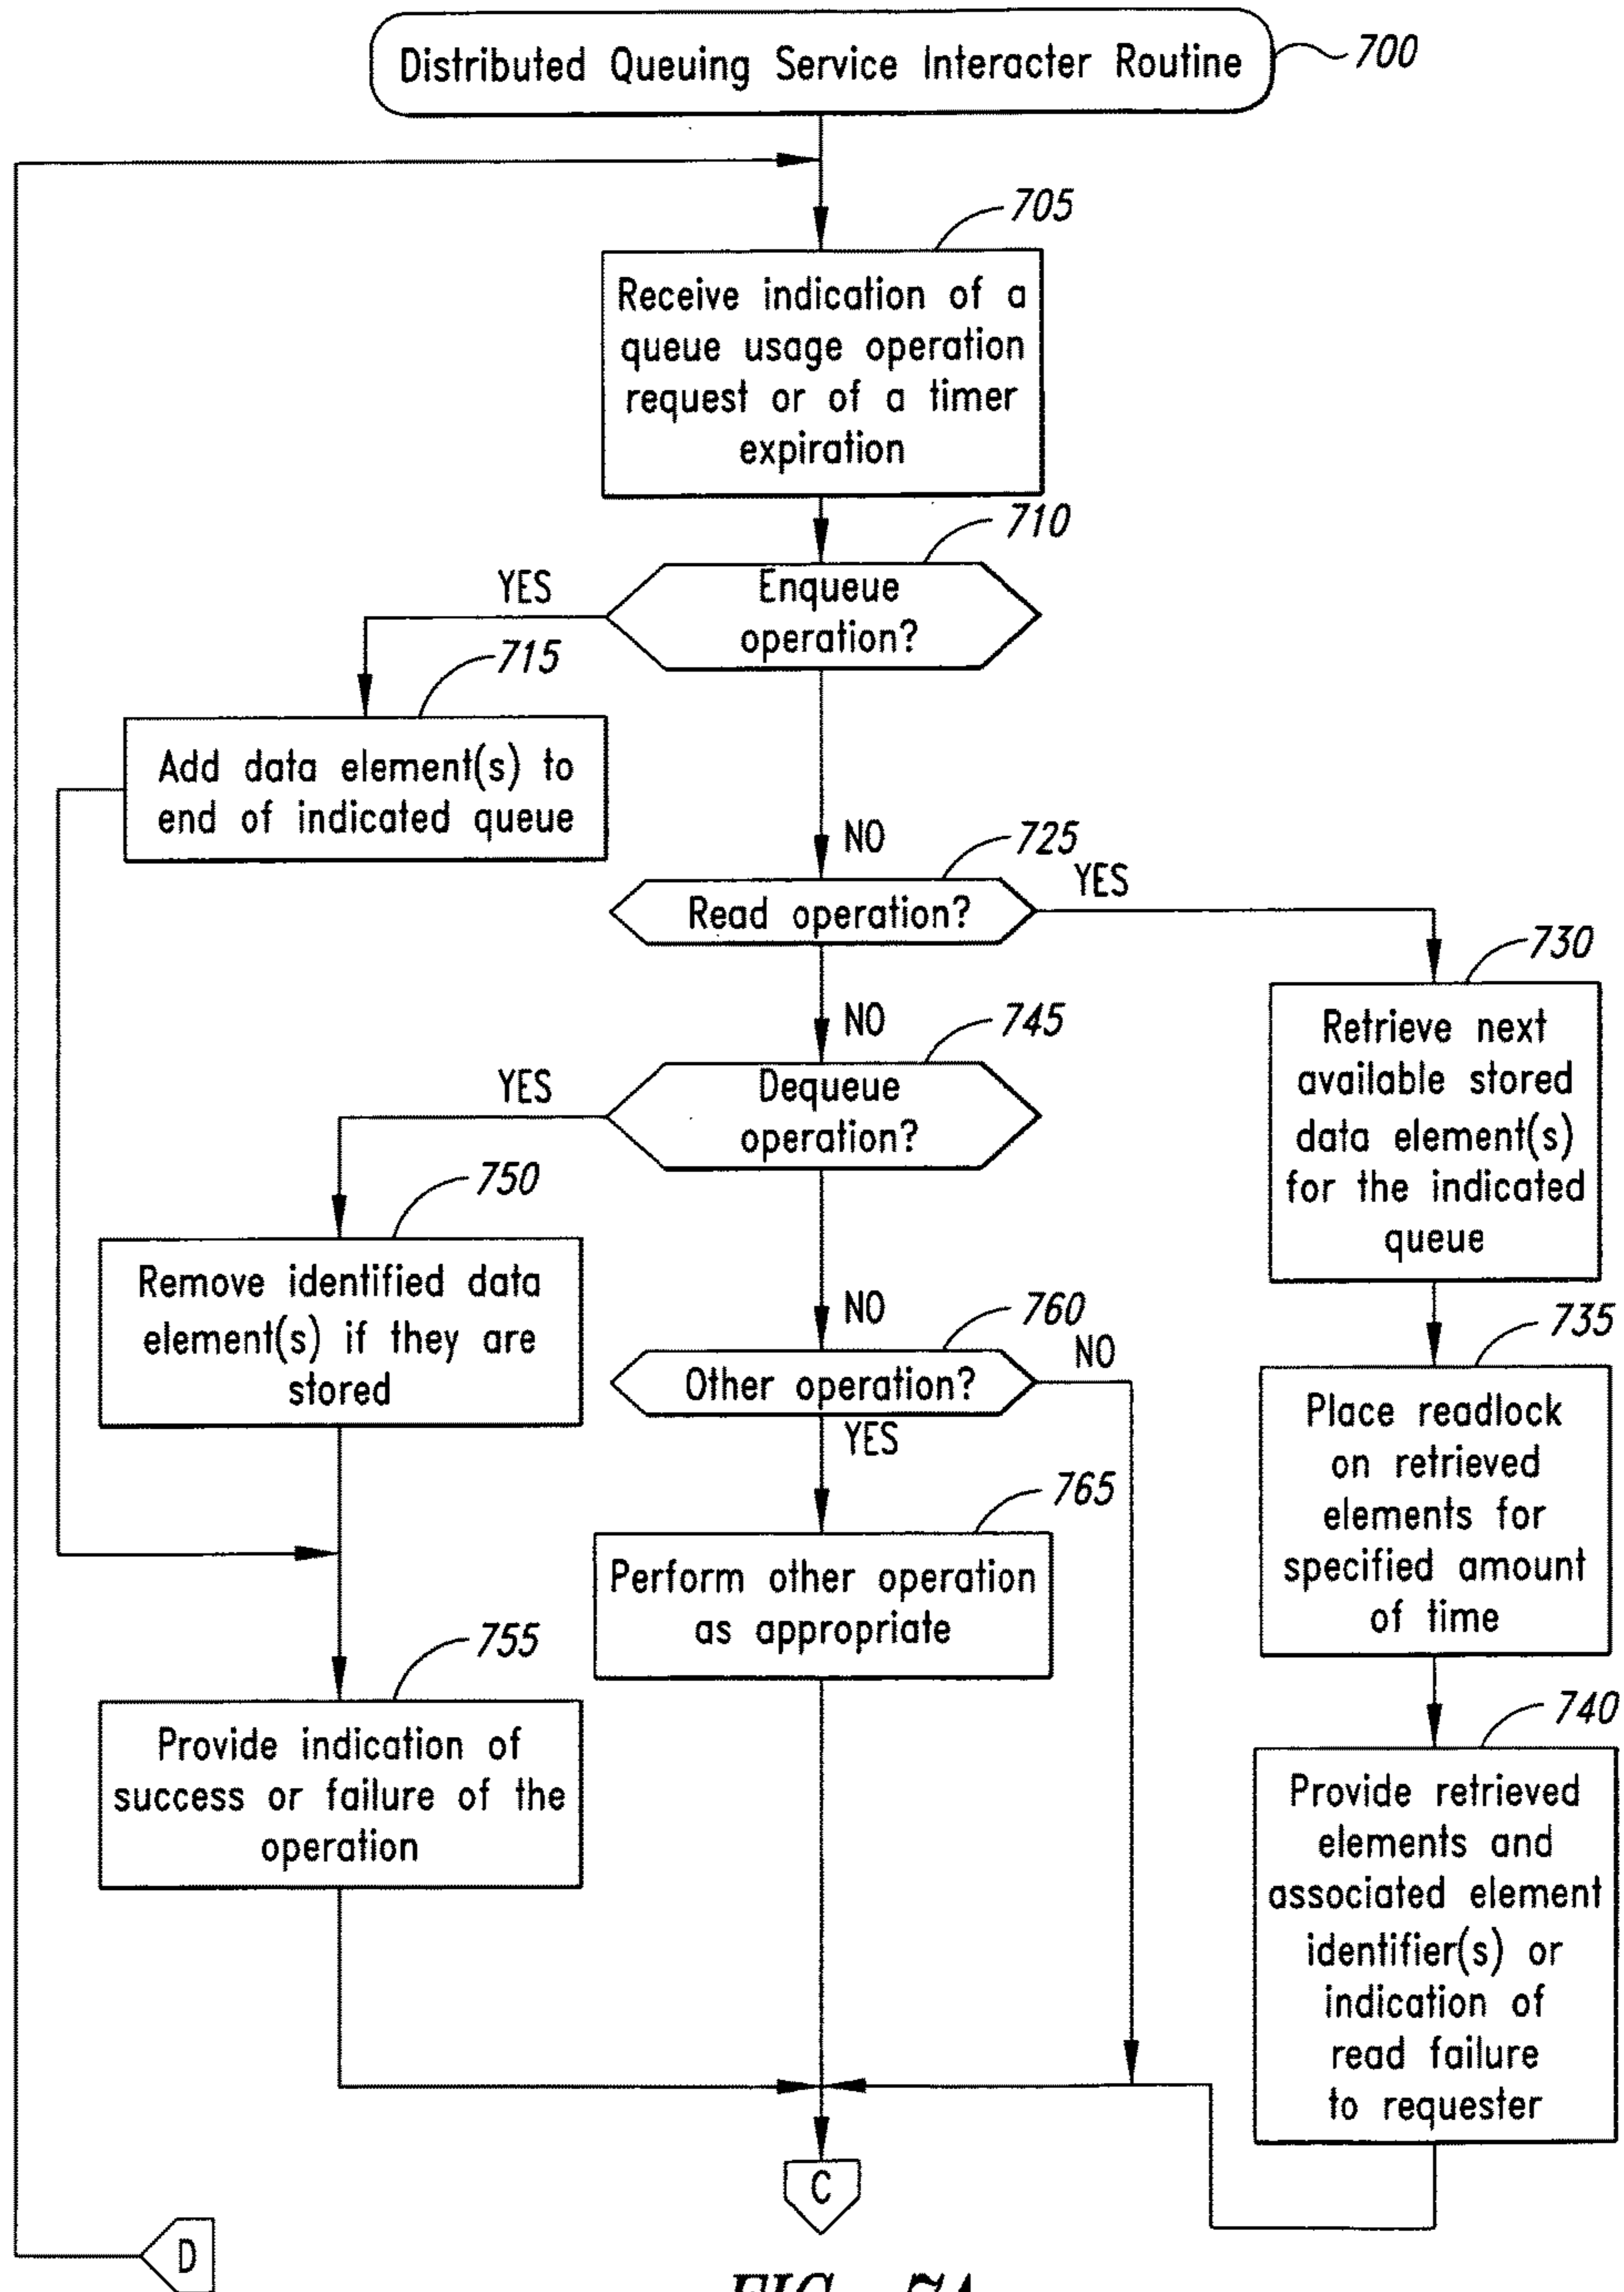 Distributed Queuing Service Interacter Routine
700
705
Receive indication of a
queue usage operation
request or of a timer
expiration
710
YES
Enqueue
operation?
715
Add data element(s) to
end of indicated queue
NO
725
YES
Read operation?
730
NO
745
Retrieve next
available stored
data element(s)
for the indicated
queue
YES
Dequeue
operation?
750
Remove identified data
element(s) if they are
stored
NO
760
NO
Other operation?
YES
735
Place readlock
on retrieved
elements for
specified amount
of time
765
Perform other operation
as appropriate
755
Provide indication of
success or failure of the
operation
740
Provide retrieved
elements and
associated element
identifier(s) or
indication of
read failure
to requester
C
D
FIG. 7A